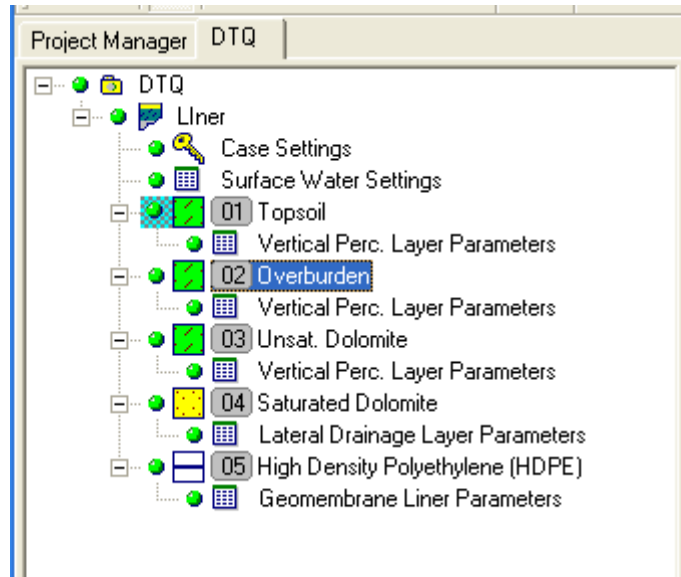 Project Manager DTQ
DTQ
LIner
Case Settings
Surface Water Settings
01 Topsoil
Vertical Perc. Layer Parameters
02 Overburden
Vertical Perc. Layer Parameters
03 Unsat. Dolomite
Vertical Perc. Layer Parameters
04 Saturated Dolomite
Lateral Drainage Layer Parameters
05 High Density Polyethylene (HDPE)
Geomembrane Liner Parameters